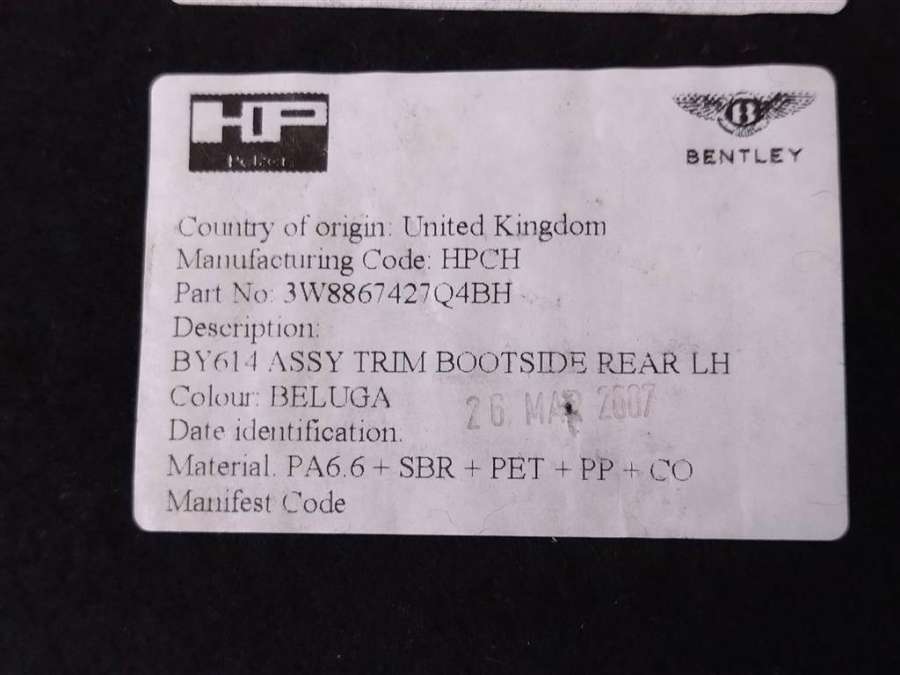 HP
BENTLEY
Country of origin: United Kingdom
Manufacturing Code: HPCH
Part No: 3W8867427Q4BH
Description:
BY614 ASSY TRIM BOOTSIDE REAR LH
Colour: BELUGA
26 MAR 2007
Date identification.
Material. PA6.6 + SBR + PET + PP + CO
Manifest Code